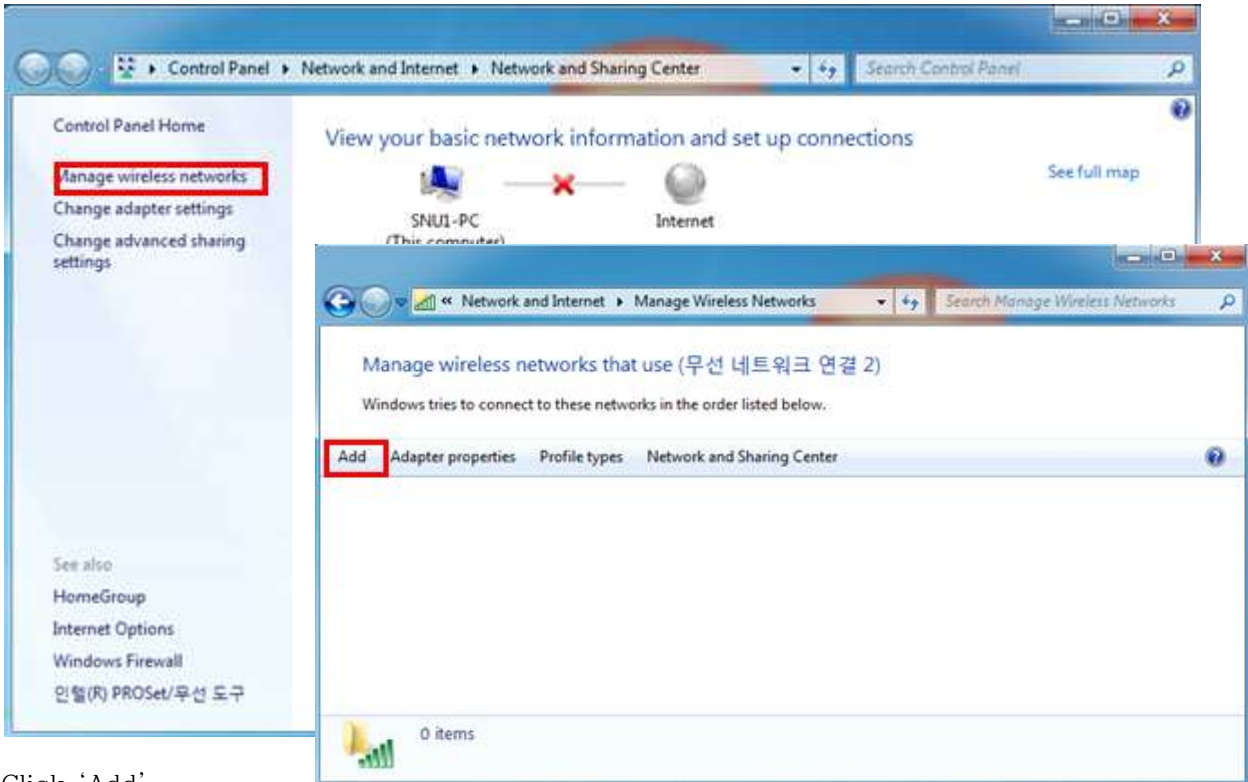 Control Panel ▸ Network and Internet ▸ Network and Sharing Center
Search Control Panel
Control Panel Home
Manage wireless networks
Change adapter settings
Change advanced sharing
settings
View your basic network information and set up connections
See full map
SNU1-PC
(This computer)
Internet
See also
HomeGroup
Internet Options
Windows Firewall
인텔(R) PROSet/무선 도구
« Network and Internet ▸ Manage Wireless Networks
Search Manage Wireless Networks
Manage wireless networks that use (무선 네트워크 연결 2)
Windows tries to connect to these networks in the order listed below.
Add Adapter properties Profile types Network and Sharing Center
0 items
Click ‘Add’